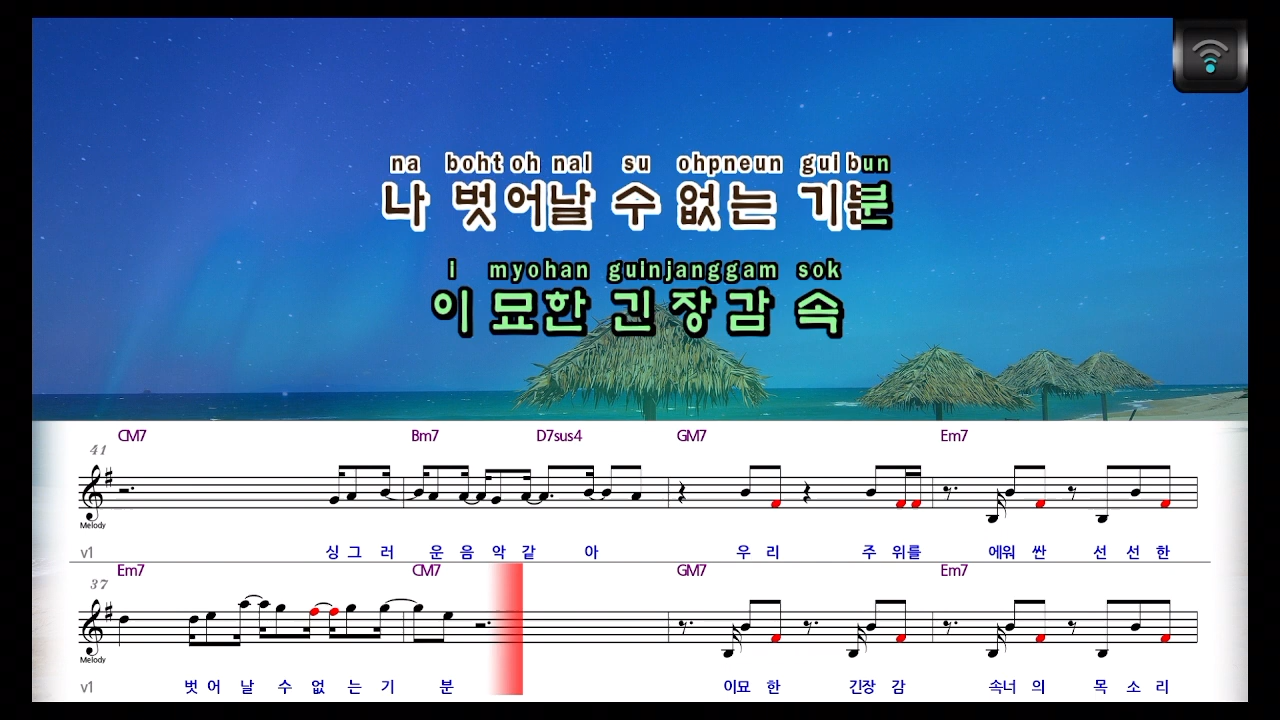 na boht oh nal su ohpneun gui bun
나 벗어날 수 없는 기분
i myohan guinjanggam sok
이 묘한 긴장감 속
CM7 Bm7 D7sus4 GM7 Em7
41
Melody
v1 싱 그 러 운 음 악 같 아 우 리 주 위를 에워 싼 선 선 한
Em7 CM7 GM7 Em7
37
Melody
v1 벗 어 날 수 없 는 기 분 이묘 한 긴장 감 속너 의 목 소 리